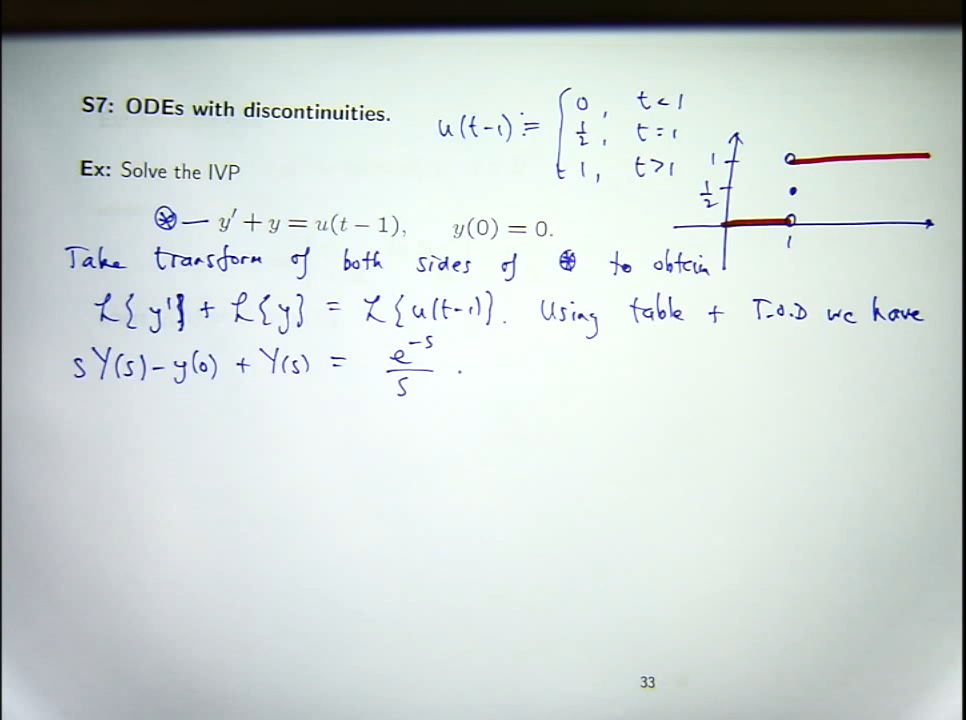 S7: ODEs with discontinuities.
u(t-1) := { 0, t<1
1/2, t=1
1, t>1
Ex: Solve the IVP
⊛ — y′ + y = u(t − 1), y(0) = 0.
1
1/2
1
Take transform of both sides of ⊛ to obtain
ℒ{y'} + ℒ{y} = ℒ{u(t-1)}. Using table + T.O.D we have
sY(s) - y(0) + Y(s) = e^{-s}/s .
33